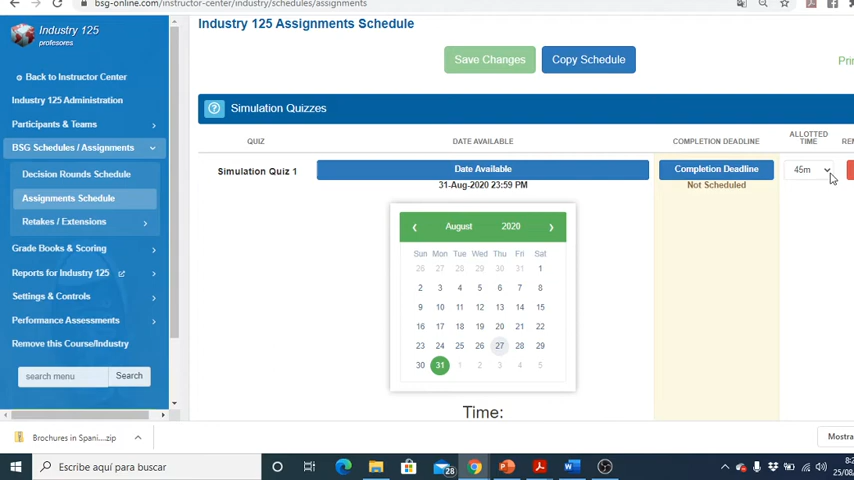 bsg-online.com/instructor-center/industry/schedules/assignments
Industry 125
profesores
Industry 125 Assignments Schedule
Save Changes
Copy Schedule
Pri
Back to Instructor Center
Industry 125 Administration
Participants & Teams
BSG Schedules / Assignments
Decision Rounds Schedule
Assignments Schedule
Retakes / Extensions
Grade Books & Scoring
Reports for Industry 125
Settings & Controls
Performance Assessments
Remove this Course/Industry
search menu
Search
? Simulation Quizzes
QUIZ
DATE AVAILABLE
COMPLETION DEADLINE
ALLOTTED
TIME
REM
Simulation Quiz 1
Date Available
Completion Deadline
45m
31-Aug-2020 23:59 PM
Not Scheduled
August 2020
Sun Mon Tue Wed Thu Fri Sat
26 27 28 29 30 31 1
2 3 4 5 6 7 8
9 10 11 12 13 14 15
16 17 18 19 20 21 22
23 24 25 26 27 28 29
30 31 1 2 3 4 5
Time:
Brochures in Spani....zip
Mostra
Escribe aquí para buscar
28
8:2
25/08/